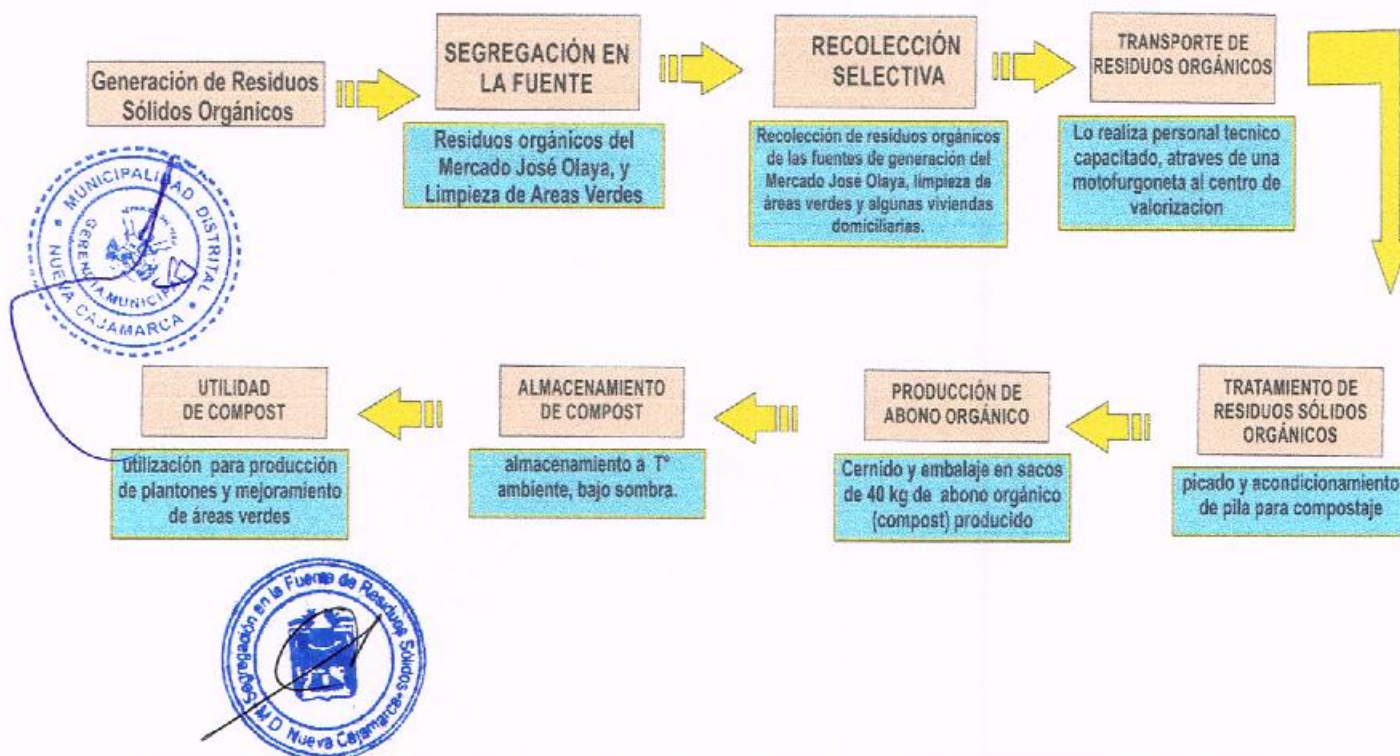 Generación de Residuos
Sólidos Orgánicos
SEGREGACIÓN EN
LA FUENTE
Residuos orgánicos del
Mercado José Olaya, y
Limpieza de Areas Verdes
RECOLECCIÓN
SELECTIVA
Recolección de residuos orgánicos
de las fuentes de generación del
Mercado José Olaya, limpieza de
áreas verdes y algunas viviendas
domiciliarias.
TRANSPORTE DE
RESIDUOS ORGÁNICOS
Lo realiza personal tecnico
capacitado, atraves de una
motofurgoneta al centro de
valorizacion
TRATAMIENTO DE
RESIDUOS SÓLIDOS
ORGÁNICOS
picado y acondicionamiento
de pila para compostaje
PRODUCCIÓN DE
ABONO ORGÁNICO
Cernido y embalaje en sacos
de 40 kg de abono orgánico
(compost) producido
ALMACENAMIENTO
DE COMPOST
almacenamiento a T°
ambiente, bajo sombra.
UTILIDAD
DE COMPOST
utilización para producción
de plantones y mejoramiento
de áreas verdes
MUNICIPALIDAD DISTRITAL
NUEVA CAJAMARCA
GERENCIA MUNICIPAL
Segregación en la Fuente de Residuos Sólidos
M.D. Nueva Cajamarca